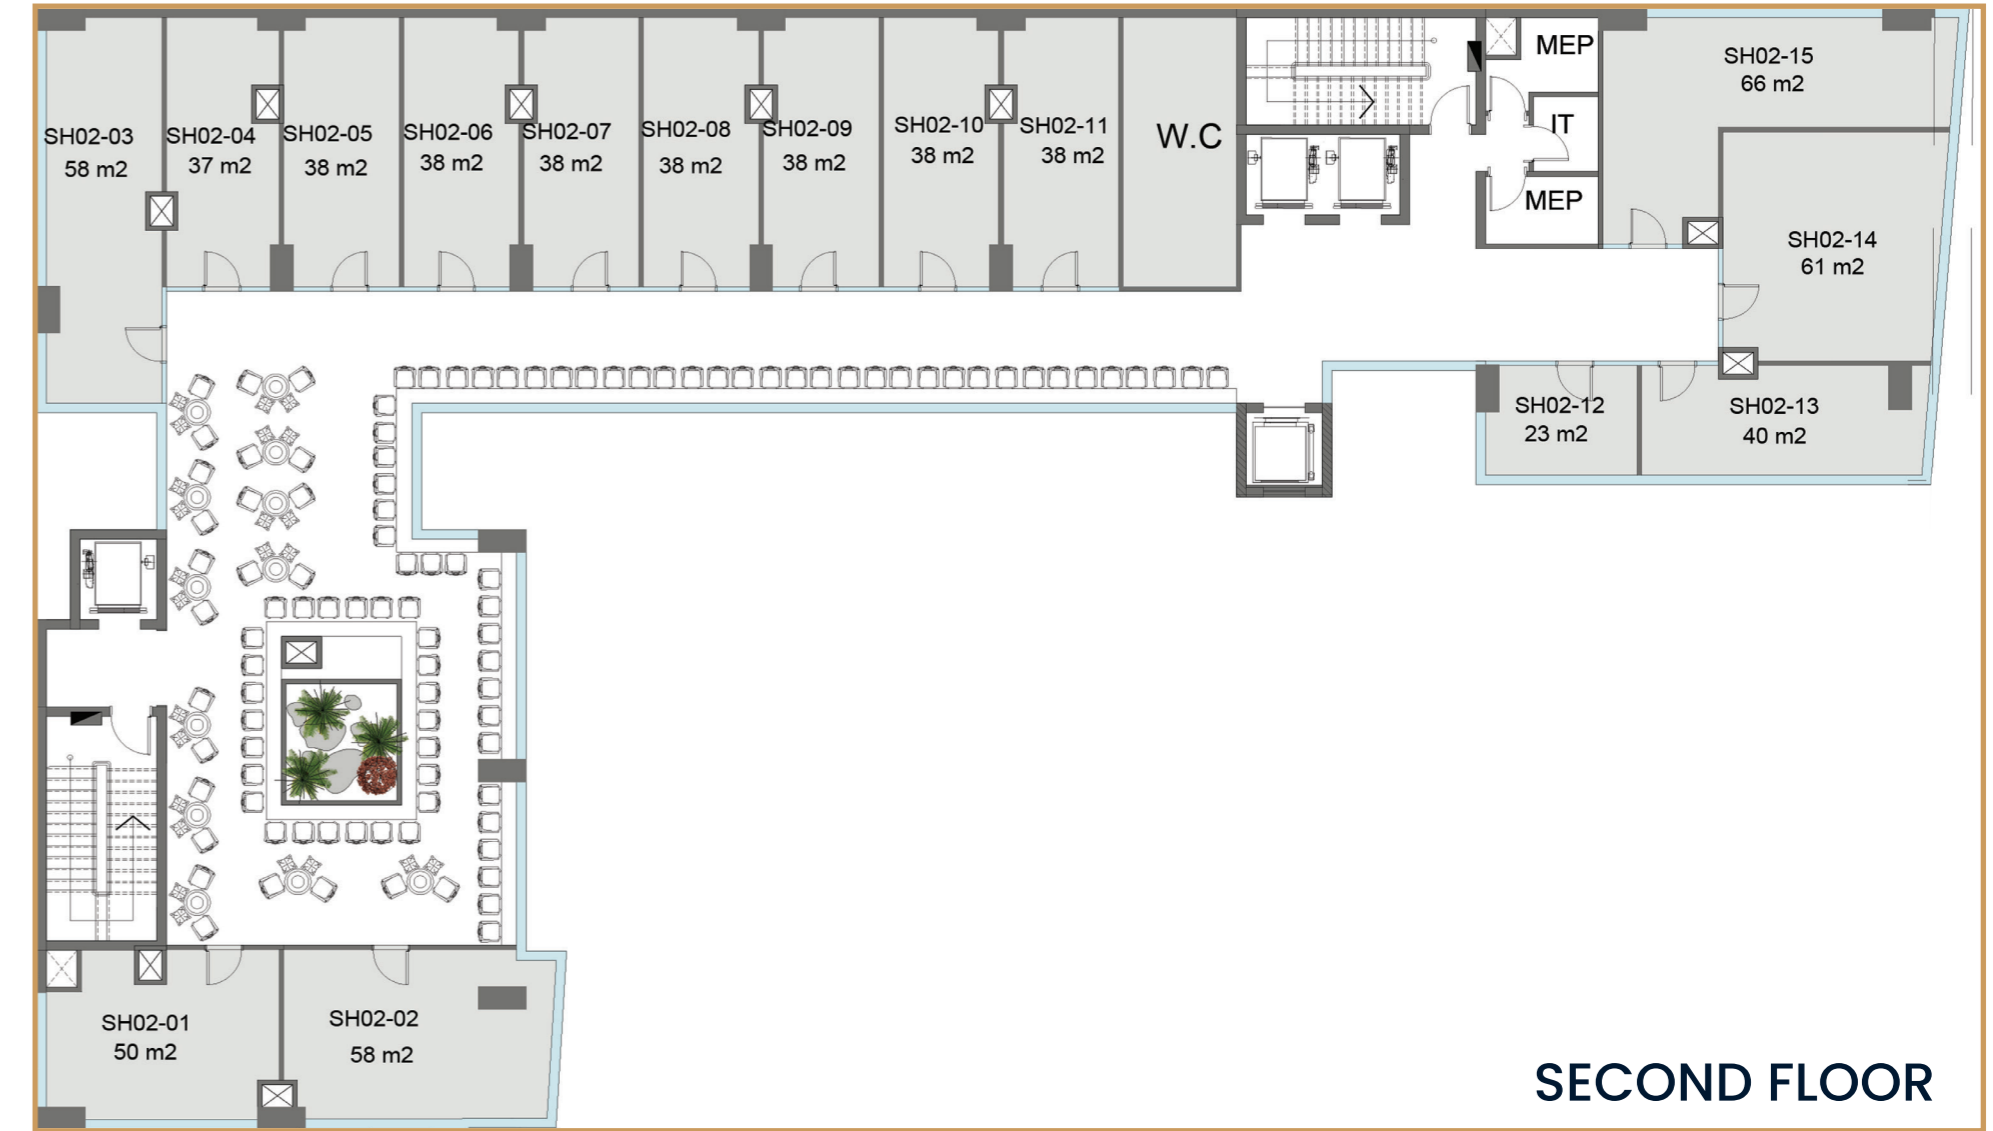 SH02-03
58 m2
SH02-04
37 m2
SH02-05
38 m2
SH02-06
38 m2
SH02-07
38 m2
SH02-08
38 m2
SH02-09
38 m2
SH02-10
38 m2
SH02-11
38 m2
W.C
MEP
IT
MEP
SH02-15
66 m2
SH02-14
61 m2
SH02-12
23 m2
SH02-13
40 m2
SH02-01
50 m2
SH02-02
58 m2
SECOND FLOOR